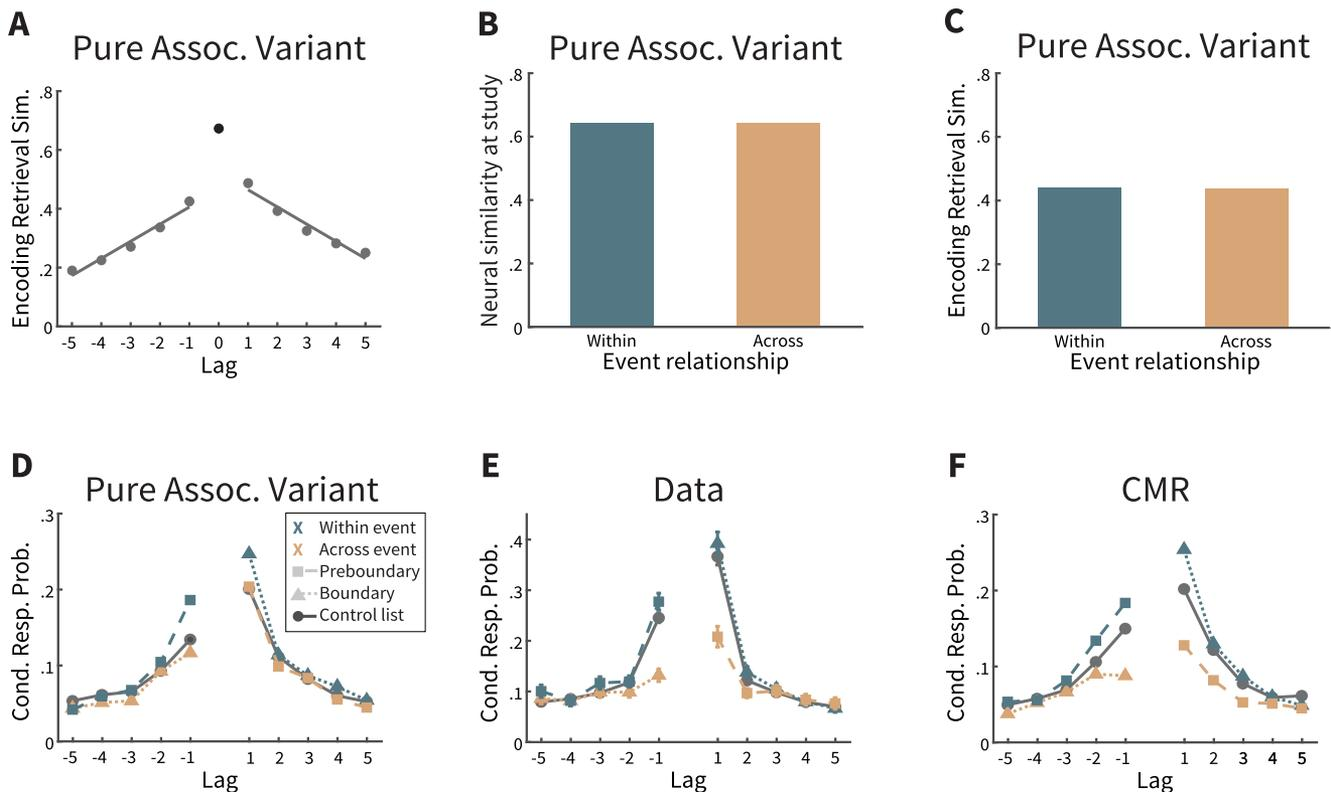 A
Pure Assoc. Variant
Encoding Retrieval Sim.
.8
.6
.4
.2
0
-5 -4 -3 -2 -1 0 1 2 3 4 5
Lag
B
Pure Assoc. Variant
Neural similarity at study
.8
.6
.4
.2
0
Within Across
Event relationship
C
Pure Assoc. Variant
Encoding Retrieval Sim.
.8
.6
.4
.2
0
Within Across
Event relationship
D
Pure Assoc. Variant
Cond. Resp. Prob.
.3
.2
.1
0
X Within event
X Across event
Preboundary
Boundary
Control list
-5 -4 -3 -2 -1 1 2 3 4 5
Lag
E
Data
Cond. Resp. Prob.
.4
.3
.2
.1
0
-5 -4 -3 -2 -1 1 2 3 4 5
Lag
F
CMR
Cond. Resp. Prob.
.3
.2
.1
0
-5 -4 -3 -2 -1 1 2 3 4 5
Lag